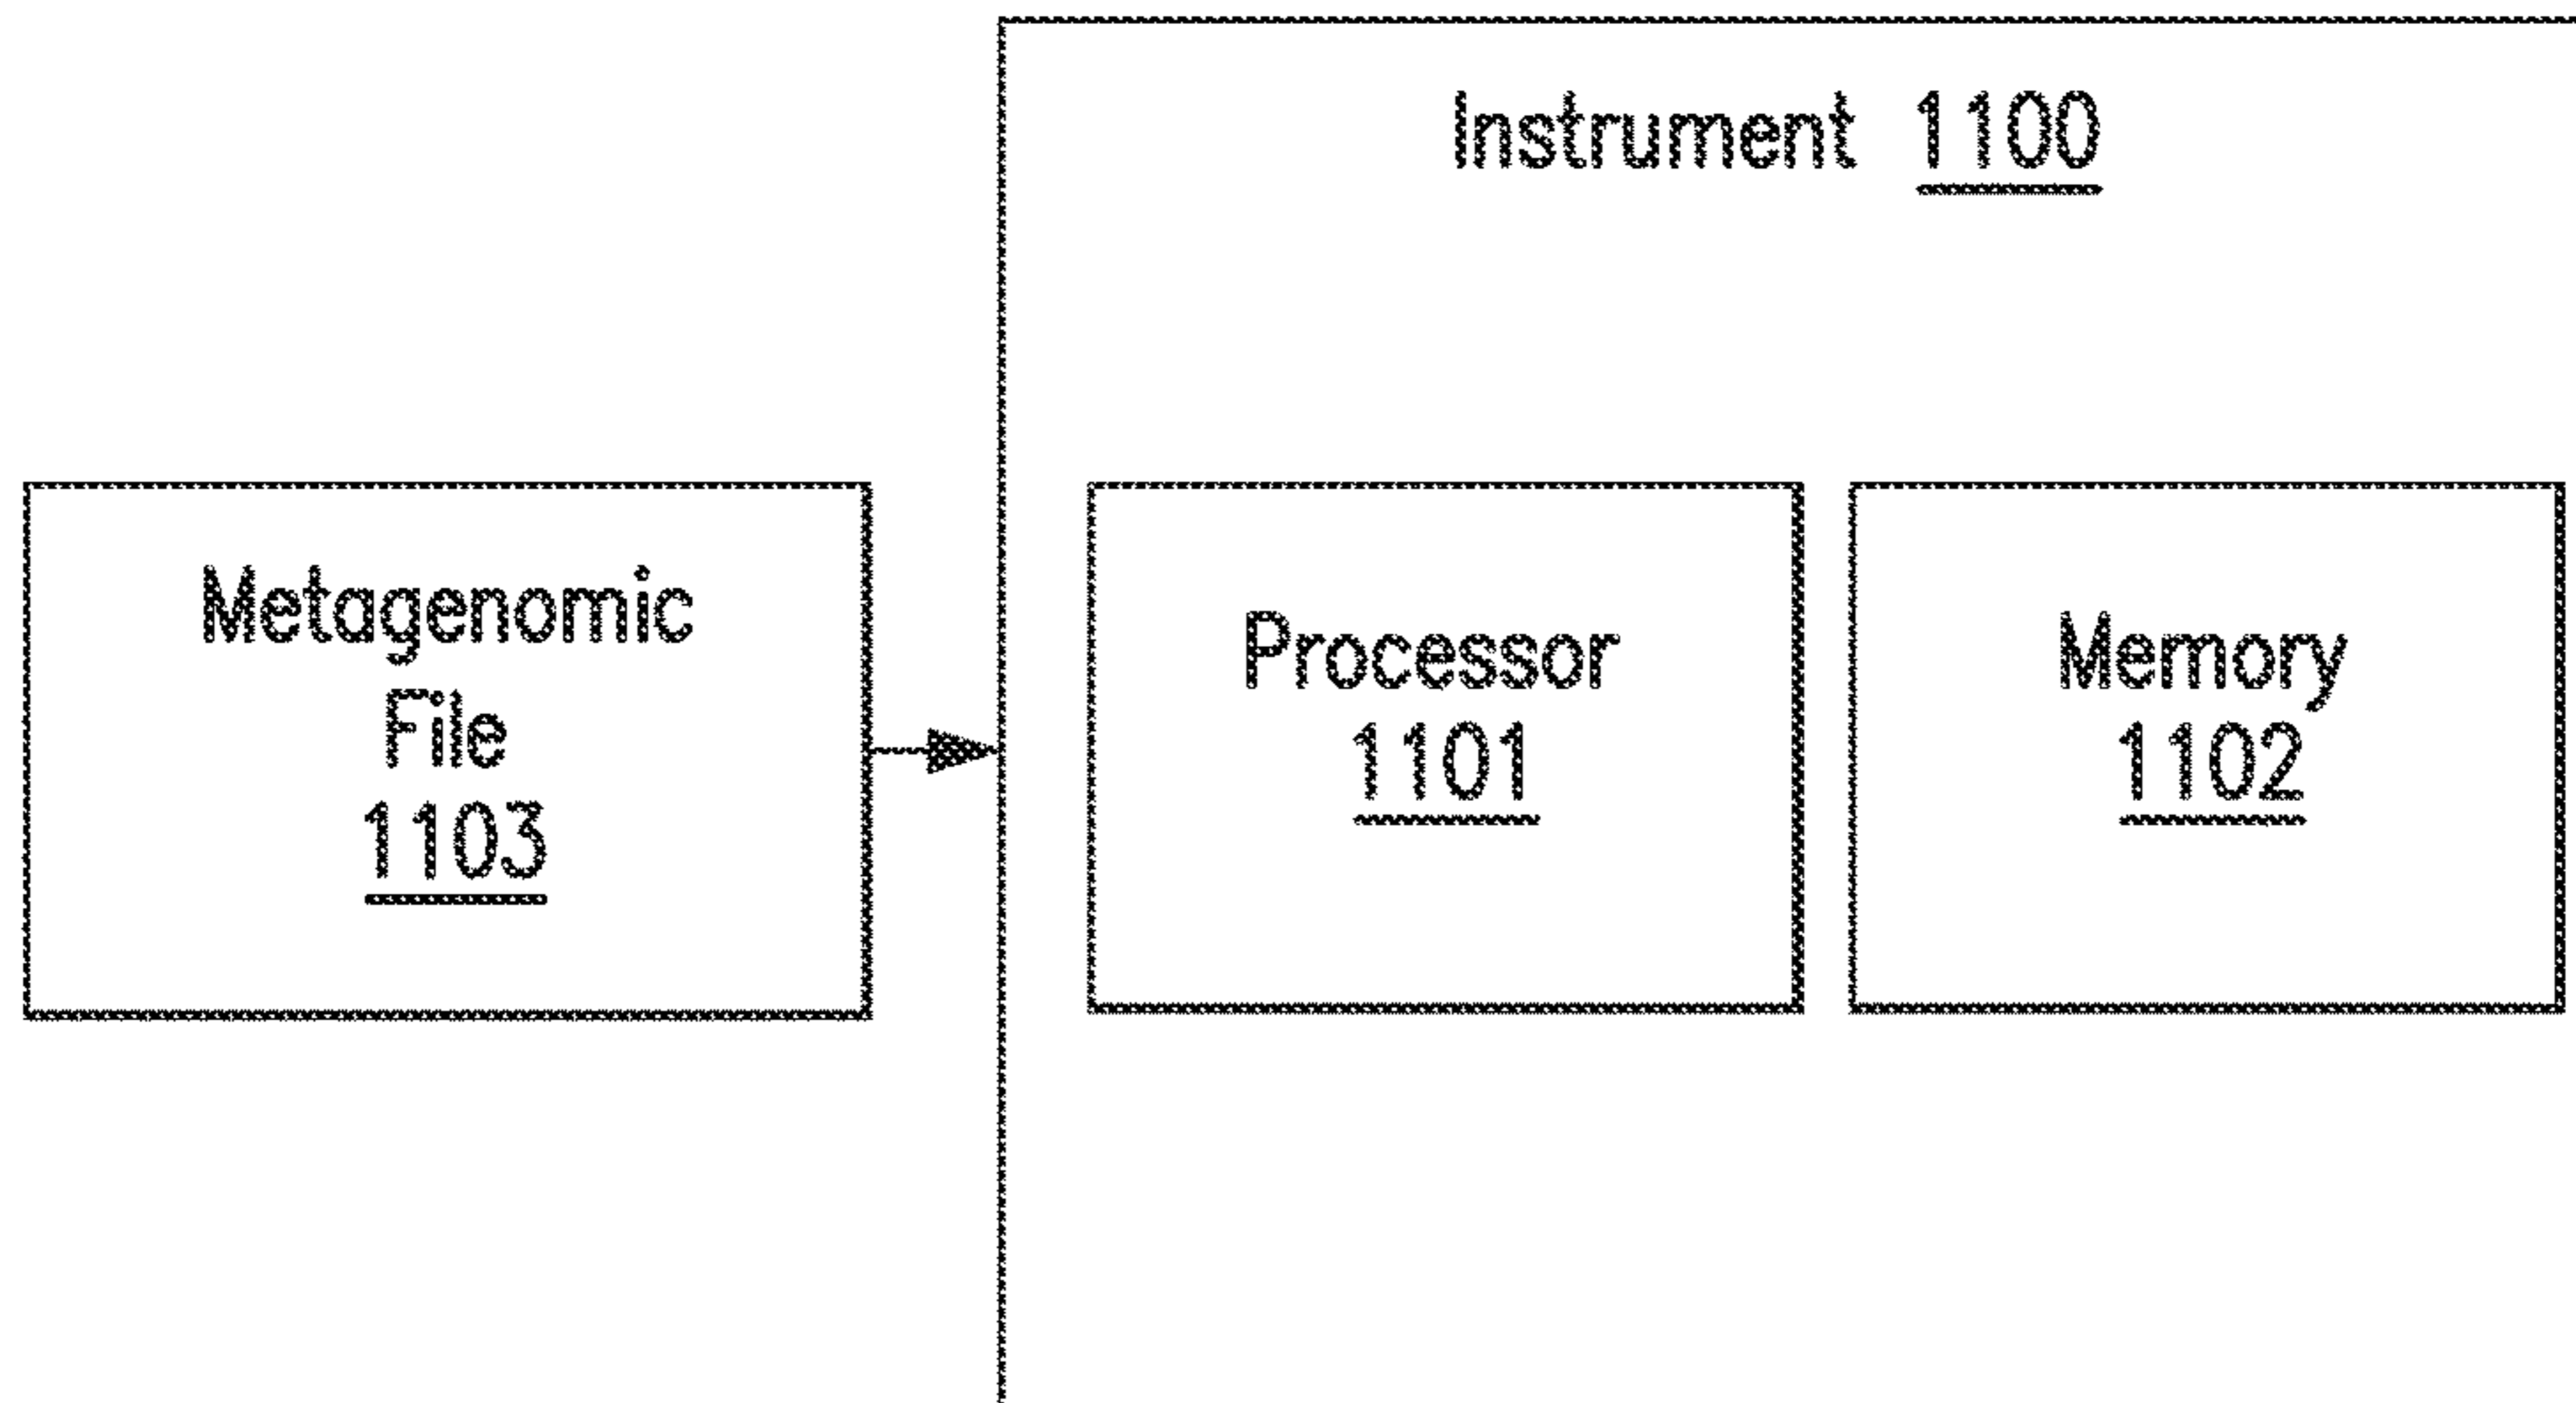 Instrument 1100
Metagenomic
File
1103
Processor
1101
Memory
1102